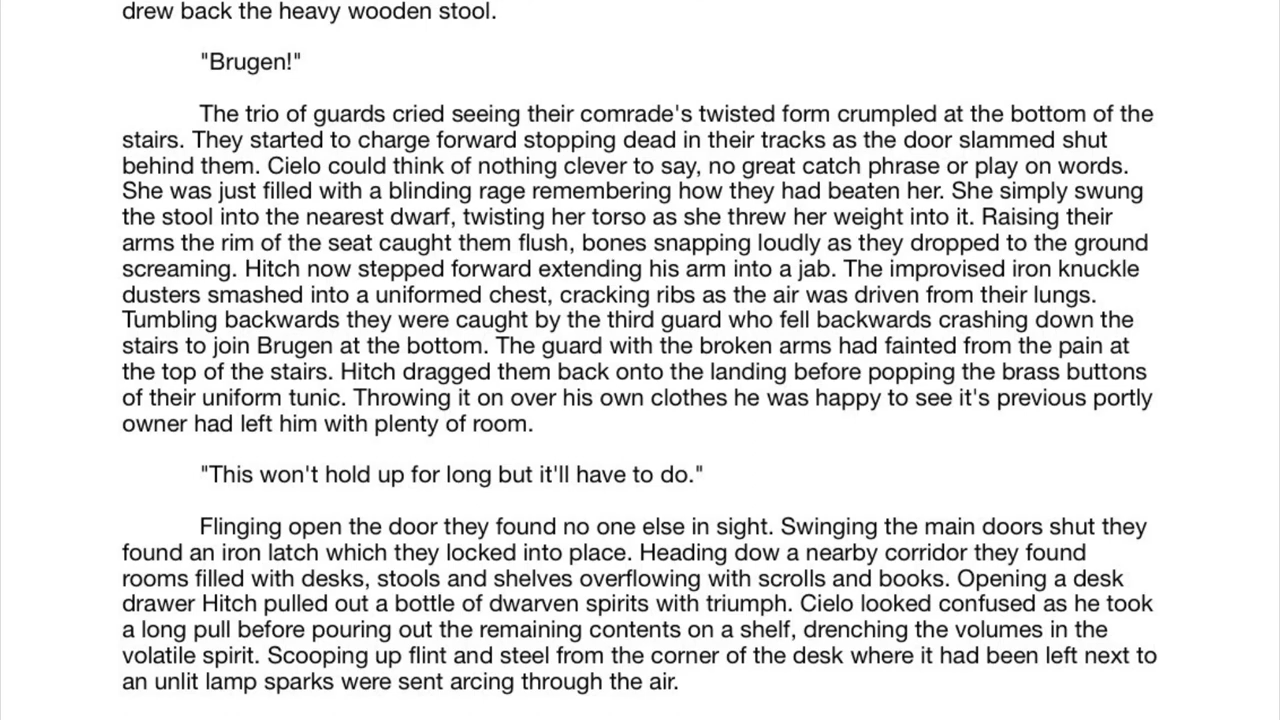 drew back the heavy wooden stool.
"Brugen!"
The trio of guards cried seeing their comrade's twisted form crumpled at the bottom of the
stairs. They started to charge forward stopping dead in their tracks as the door slammed shut
behind them. Cielo could think of nothing clever to say, no great catch phrase or play on words.
She was just filled with a blinding rage remembering how they had beaten her. She simply swung
the stool into the nearest dwarf, twisting her torso as she threw her weight into it. Raising their
arms the rim of the seat caught them flush, bones snapping loudly as they dropped to the ground
screaming. Hitch now stepped forward extending his arm into a jab. The improvised iron knuckle
dusters smashed into a uniformed chest, cracking ribs as the air was driven from their lungs.
Tumbling backwards they were caught by the third guard who fell backwards crashing down the
stairs to join Brugen at the bottom. The guard with the broken arms had fainted from the pain at
the top of the stairs. Hitch dragged them back onto the landing before popping the brass buttons
of their uniform tunic. Throwing it on over his own clothes he was happy to see it's previous portly
owner had left him with plenty of room.
"This won't hold up for long but it'll have to do."
Flinging open the door they found no one else in sight. Swinging the main doors shut they
found an iron latch which they locked into place. Heading dow a nearby corridor they found
rooms filled with desks, stools and shelves overflowing with scrolls and books. Opening a desk
drawer Hitch pulled out a bottle of dwarven spirits with triumph. Cielo looked confused as he took
a long pull before pouring out the remaining contents on a shelf, drenching the volumes in the
volatile spirit. Scooping up flint and steel from the corner of the desk where it had been left next to
an unlit lamp sparks were sent arcing through the air.